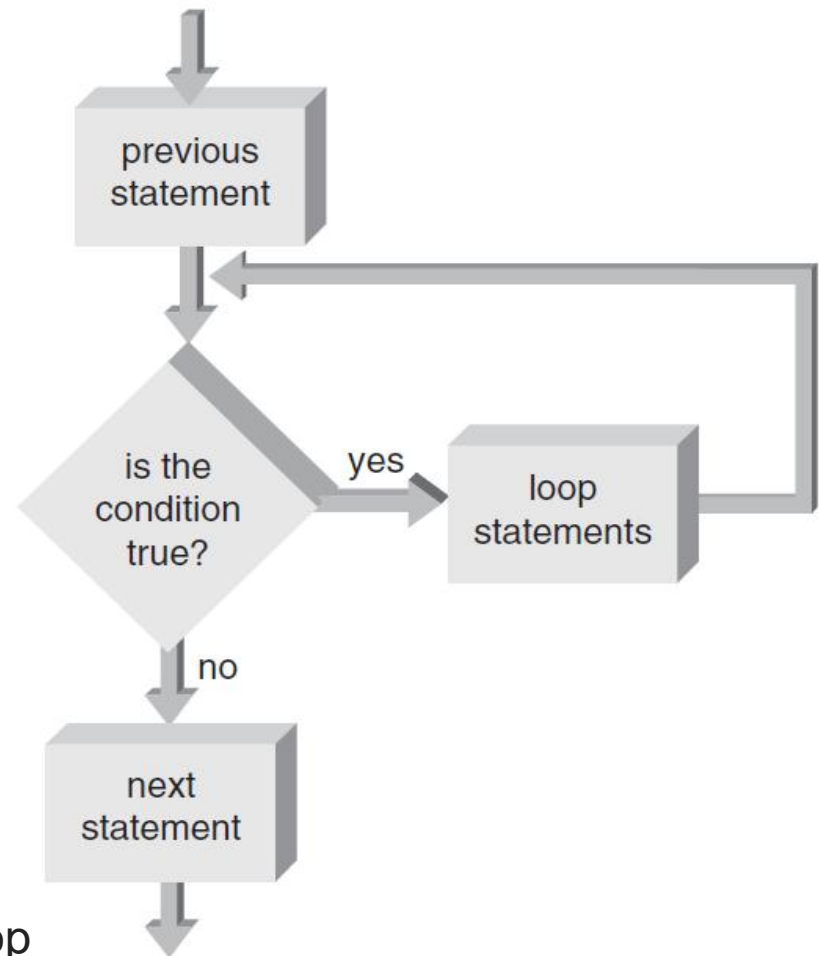 previous
statement
is the
condition
true?
yes
loop
statements
no
next
statement